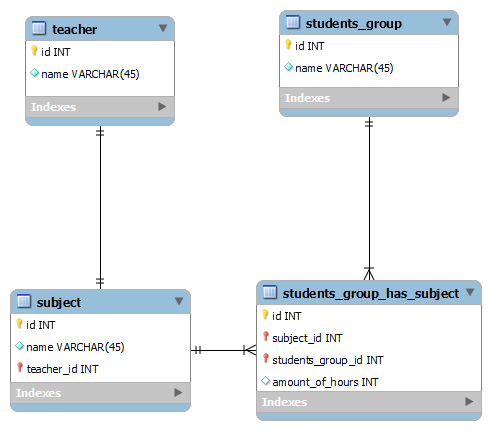 teacher
id INT
name VARCHAR(45)
Indexes
students_group
id INT
name VARCHAR(45)
Indexes
subject
id INT
name VARCHAR(45)
teacher_id INT
Indexes
students_group_has_subject
id INT
subject_id INT
students_group_id INT
amount_of_hours INT
Indexes